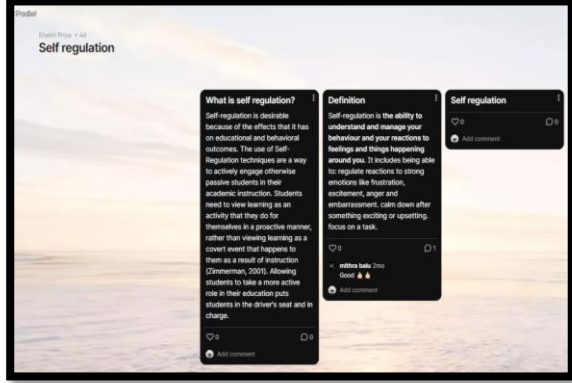 Padlet
Shalini Priya • 4d
Self regulation
What is self regulation?
Self-regulation is desirable
because of the effects that it has
on educational and behavioral
outcomes. The use of Self-
Regulation techniques are a way
to actively engage otherwise
passive students in their
academic instruction. Students
need to view learning as an
activity that they do for
themselves in a proactive manner,
rather than viewing learning as a
covert event that happens to
them as a result of instruction
(Zimmerman, 2001). Allowing
students to take a more active
role in their education puts
students in the driver's seat and in
charge.
0
0
Add comment
Definition
Self-regulation is the ability to
understand and manage your
behaviour and your reactions to
feelings and things happening
around you. It includes being able
to: regulate reactions to strong
emotions like frustration,
excitement, anger and
embarrassment. calm down after
something exciting or upsetting.
focus on a task.
0
1
mithra balu 2mo
Good 👌👌
Add comment
Self regulation
0
0
Add comment